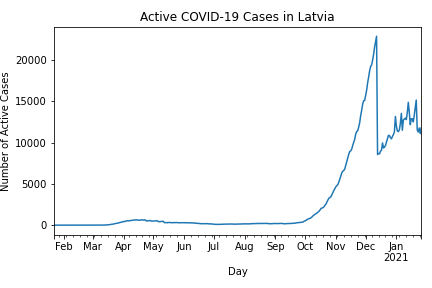 Active COVID-19 Cases in Latvia
Number of Active Cases
20000
15000
10000
5000
0
Feb Mar Apr May Jun Jul Aug Sep Oct Nov Dec Jan
2021
Day